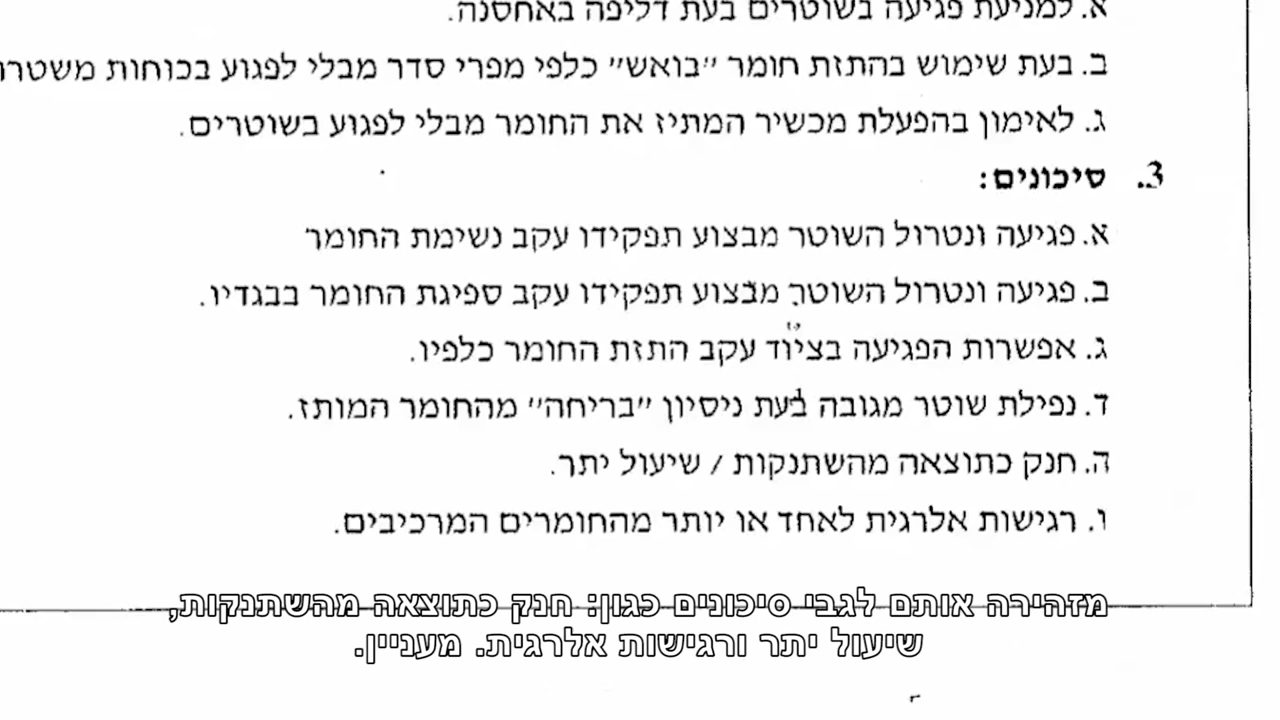 א. למניעת פגיעה בשוטרים בעת דליפה באחסנה.
ב. בעת שימוש בהתזת חומר "בואש" כלפי מפרי סדר מבלי לפגוע בכוחות משטרה
ג. לאימון בהפעלת מכשיר המתיז את החומר מבלי לפגוע בשוטרים.
3. סיכונים:
א. פגיעה ונטרול השוטר מבצוע תפקידו עקב נשימת החומר
ב. פגיעה ונטרול השוטר מבצוע תפקידו עקב ספיגת החומר בבגדיו.
ג. אפשרות הפגיעה בציוד עקב התזת החומר כלפיו.
ד. נפילת שוטר מגובה בעת ניסיון "בריחה" מהחומר המותז.
ה. חנק כתוצאה מהשתנקות / שיעול יתר.
ו. רגישות אלרגית לאחד או יותר מהחומרים המרכיבים.
מזהירה אותם לגבי סיכונים כגון: חנק כתוצאה מהשתנקות,
שיעול יתר ורגישות אלרגית. מעניין.